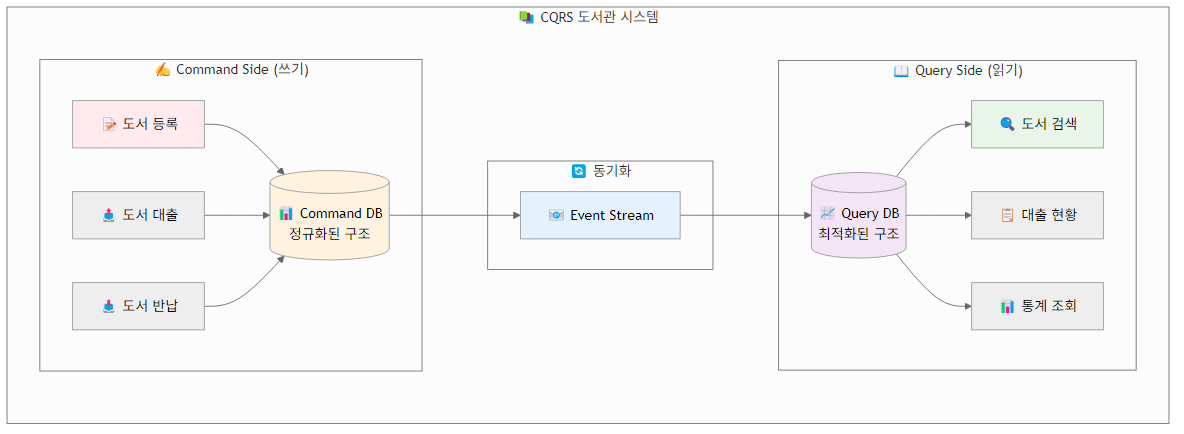 📚 CQRS 도서관 시스템
✍️ Command Side (쓰기)
📝 도서 등록
📤 도서 대출
📥 도서 반납
📊 Command DB
정규화된 구조
🔄 동기화
📨 Event Stream
📖 Query Side (읽기)
📈 Query DB
최적화된 구조
🔍 도서 검색
📋 대출 현황
📊 통계 조회